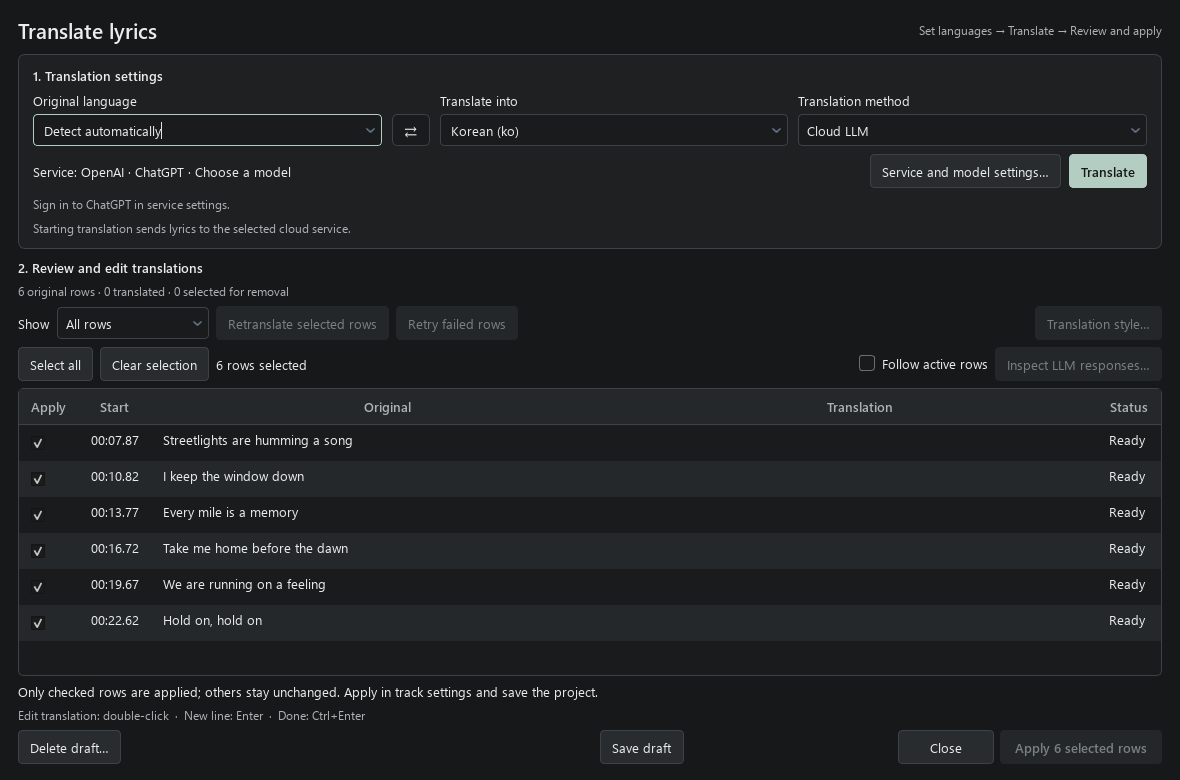 Translate lyrics
Set languages → Translate → Review and apply
1. Translation settings
Original language
Translate into
Translation method
Detect automatically
⇄
Korean (ko)
Cloud LLM
Service: OpenAI · ChatGPT · Choose a model
Service and model settings...
Translate
Sign in to ChatGPT in service settings.
Starting translation sends lyrics to the selected cloud service.
2. Review and edit translations
6 original rows · 0 translated · 0 selected for removal
Show
All rows
Retranslate selected rows
Retry failed rows
Translation style...
Select all
Clear selection
6 rows selected
Follow active rows
Inspect LLM responses...
Apply Start Original Translation Status
00:07.87 Streetlights are humming a song Ready
00:10.82 I keep the window down Ready
00:13.77 Every mile is a memory Ready
00:16.72 Take me home before the dawn Ready
00:19.67 We are running on a feeling Ready
00:22.62 Hold on, hold on Ready
Only checked rows are applied; others stay unchanged. Apply in track settings and save the project.
Edit translation: double-click · New line: Enter · Done: Ctrl+Enter
Delete draft...
Save draft
Close
Apply 6 selected rows